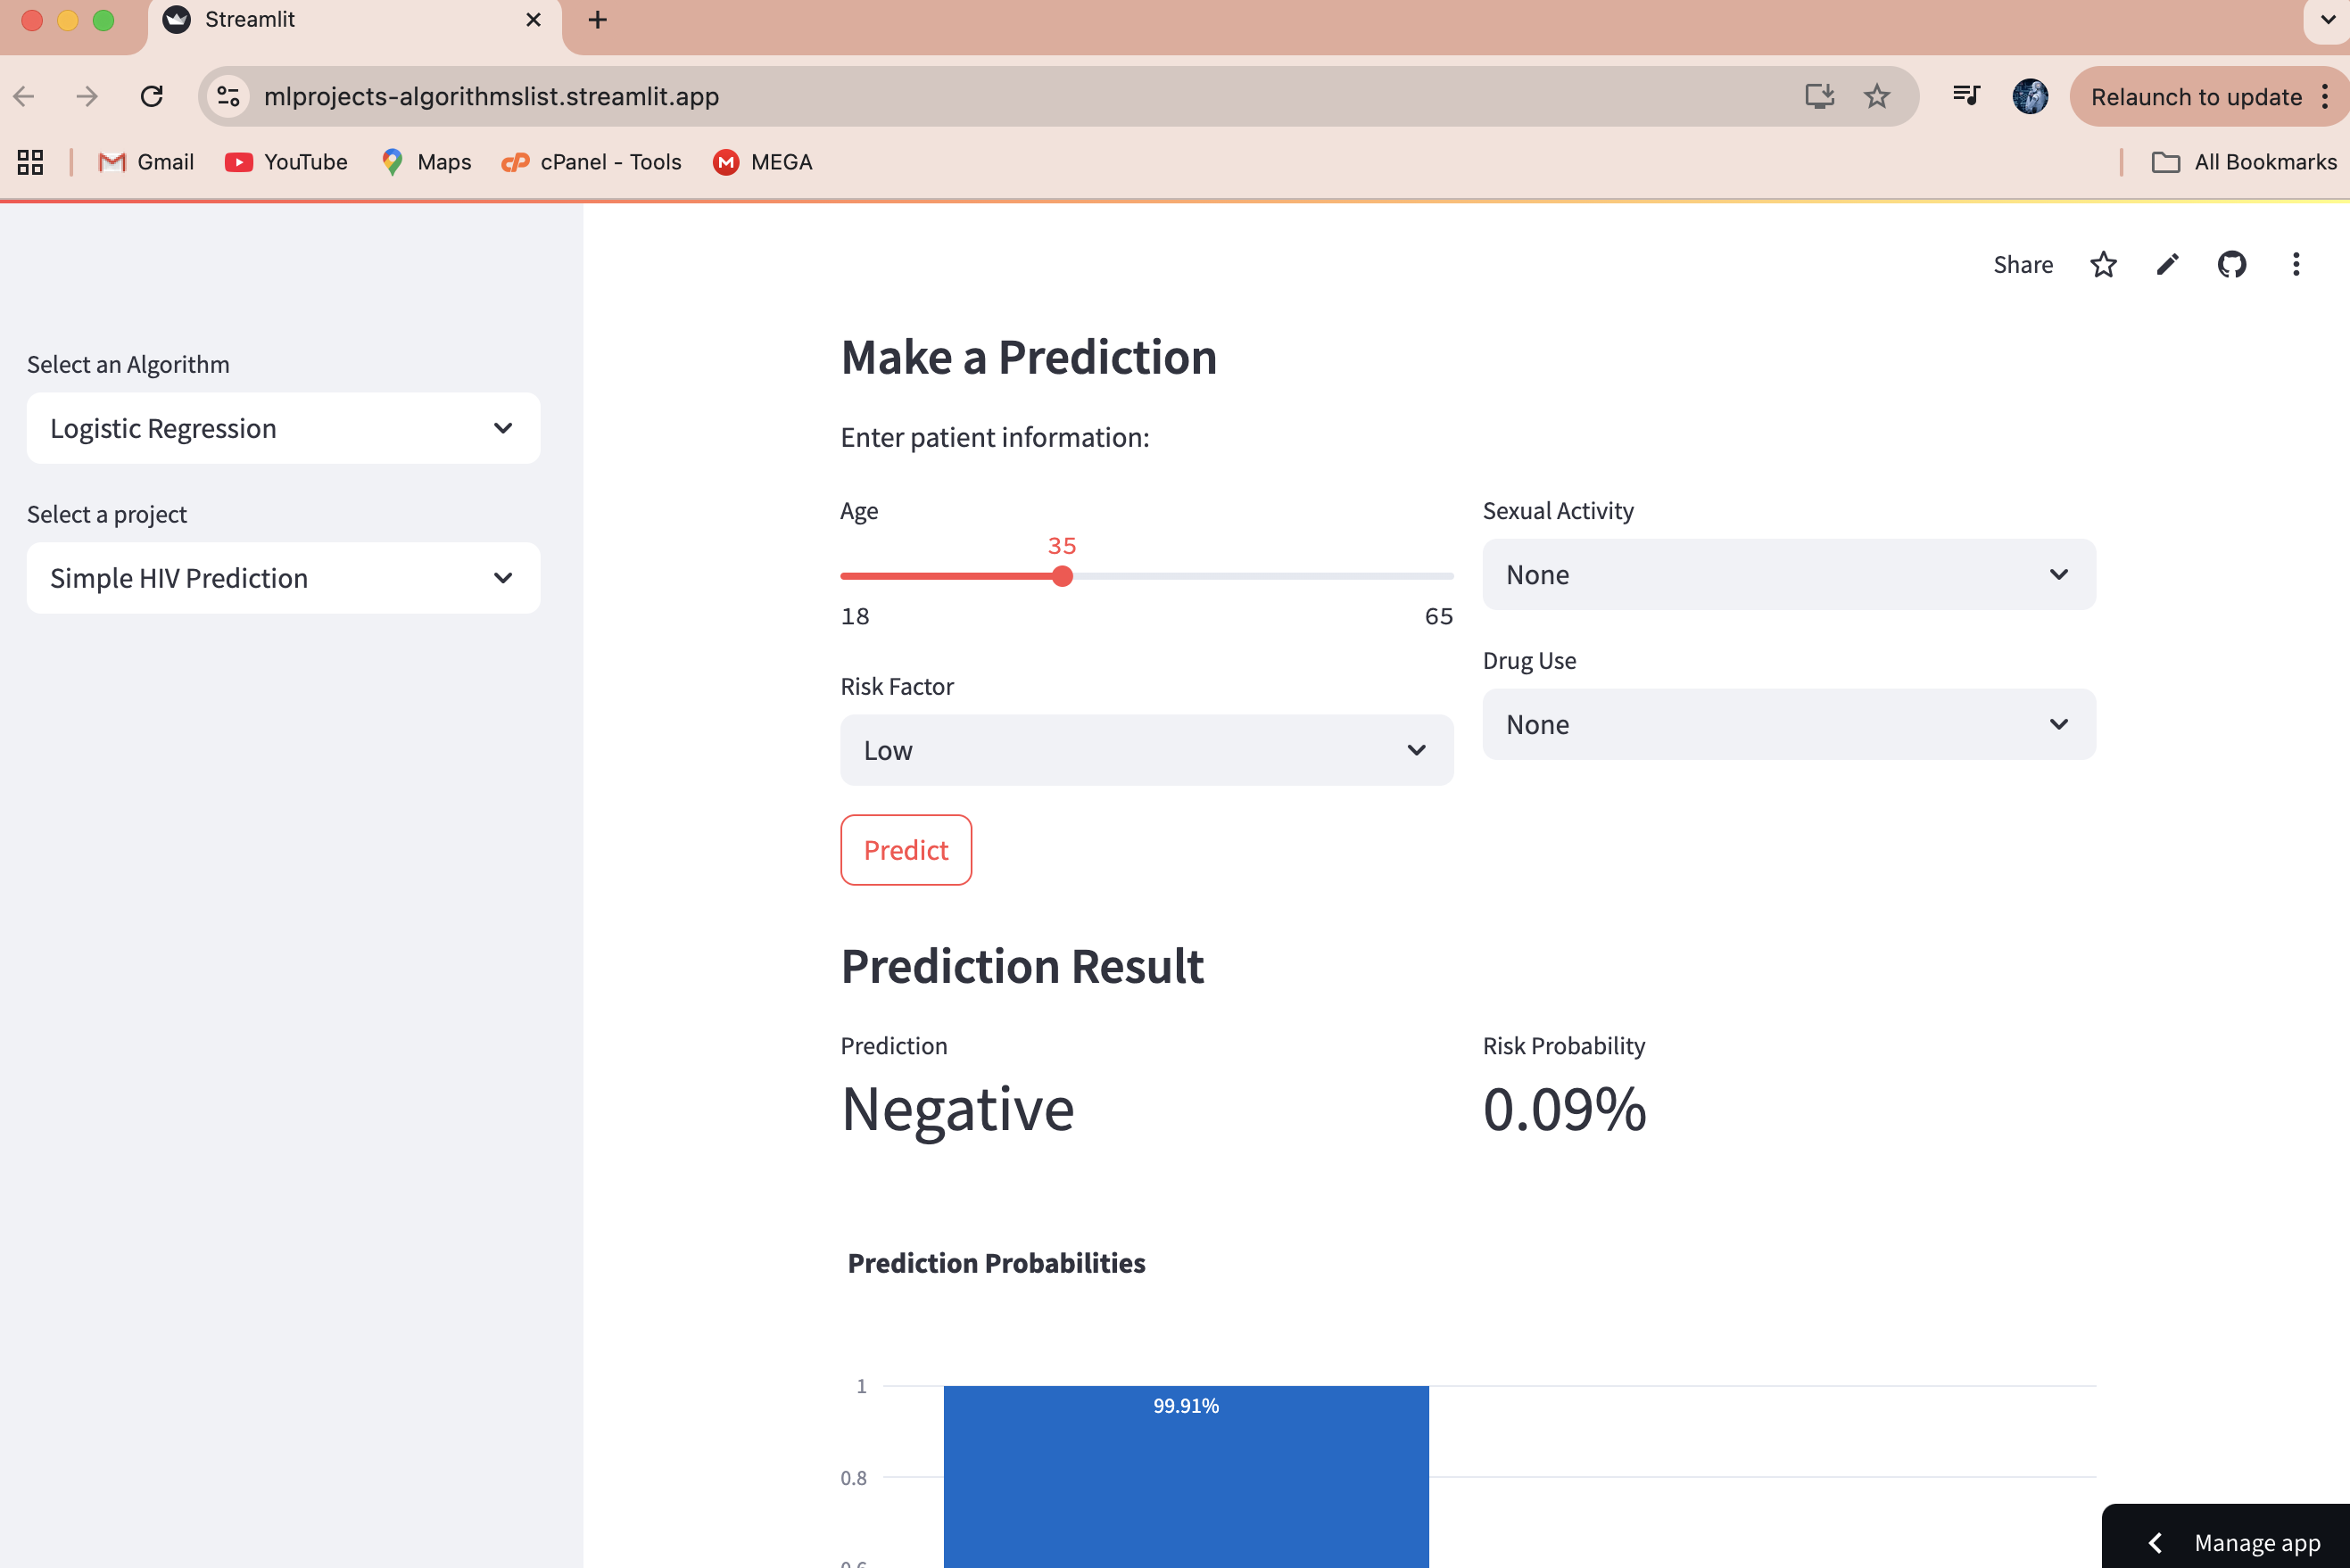 Streamlit
mlprojects-algorithmslist.streamlit.app
Relaunch to update
Gmail
YouTube
Maps
cPanel - Tools
MEGA
All Bookmarks
Share
Select an Algorithm
Logistic Regression
Select a project
Simple HIV Prediction
Make a Prediction
Enter patient information:
Age
35
18
65
Risk Factor
Low
Sexual Activity
None
Drug Use
None
Predict
Prediction Result
Prediction
Negative
Risk Probability
0.09%
Prediction Probabilities
1
99.91%
0.8
Manage app